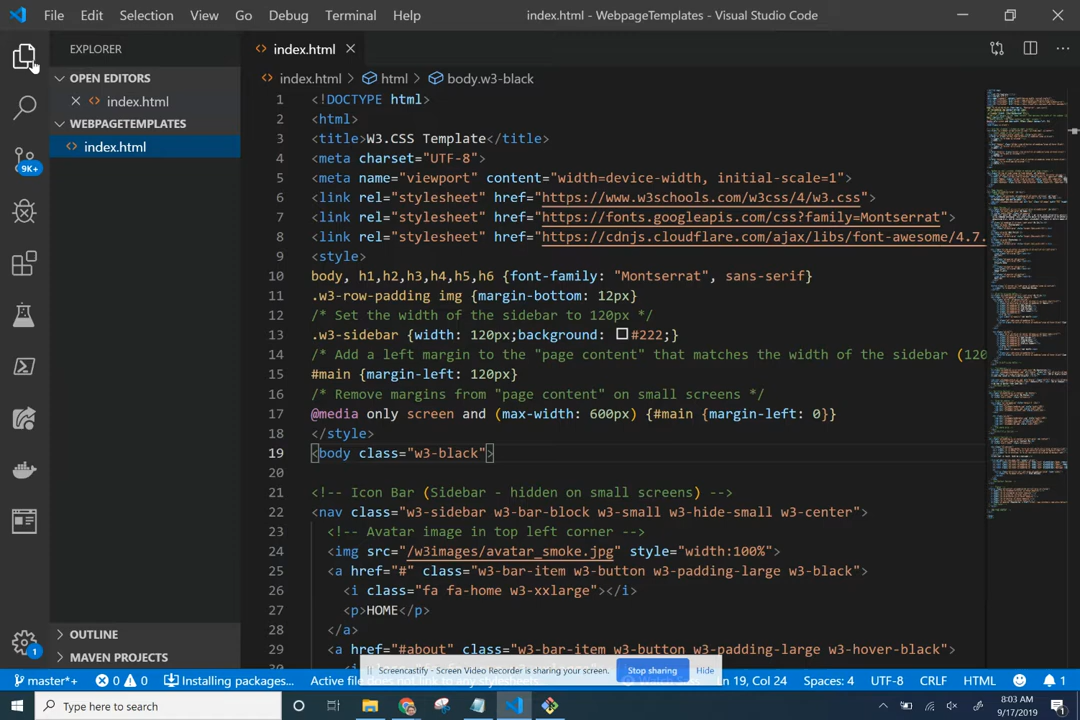 File Edit Selection View Go Debug Terminal Help
index.html - WebpageTemplates - Visual Studio Code
EXPLORER
OPEN EDITORS
index.html
WEBPAGETEMPLATES
index.html
9K+
1
OUTLINE
MAVEN PROJECTS
index.html
index.html > html > body.w3-black
1 <!DOCTYPE html>
2 <html>
3 <title>W3.CSS Template</title>
4 <meta charset="UTF-8">
5 <meta name="viewport" content="width=device-width, initial-scale=1">
6 <link rel="stylesheet" href="https://www.w3schools.com/w3css/4/w3.css">
7 <link rel="stylesheet" href="https://fonts.googleapis.com/css?family=Montserrat">
8 <link rel="stylesheet" href="https://cdnjs.cloudflare.com/ajax/libs/font-awesome/4.7.
9 <style>
10 body, h1,h2,h3,h4,h5,h6 {font-family: "Montserrat", sans-serif}
11 .w3-row-padding img {margin-bottom: 12px}
12 /* Set the width of the sidebar to 120px */
13 .w3-sidebar {width: 120px;background: #222;}
14 /* Add a left margin to the "page content" that matches the width of the sidebar (120
15 #main {margin-left: 120px}
16 /* Remove margins from "page content" on small screens */
17 @media only screen and (max-width: 600px) {#main {margin-left: 0}}
18 </style>
19 <body class="w3-black">
20
21 <!-- Icon Bar (Sidebar - hidden on small screens) -->
22 <nav class="w3-sidebar w3-bar-block w3-small w3-hide-small w3-center">
23 <!-- Avatar image in top left corner -->
24 <img src="/w3images/avatar_smoke.jpg" style="width:100%">
25 <a href="#" class="w3-bar-item w3-button w3-padding-large w3-black">
26 <i class="fa fa-home w3-xxlarge"></i>
27 <p>HOME</p>
28 </a>
29 <a href="#about" class="w3-bar-item w3-button w3-padding-large w3-hover-black">
Screencastify - Screen Video Recorder is sharing your screen. Stop sharing Hide
master*+ 0 0 Installing packages... Active file does not link to any stylesheets. Ln 19, Col 24 Spaces: 4 UTF-8 CRLF HTML 1
Type here to search
8:03 AM
9/17/2019
1